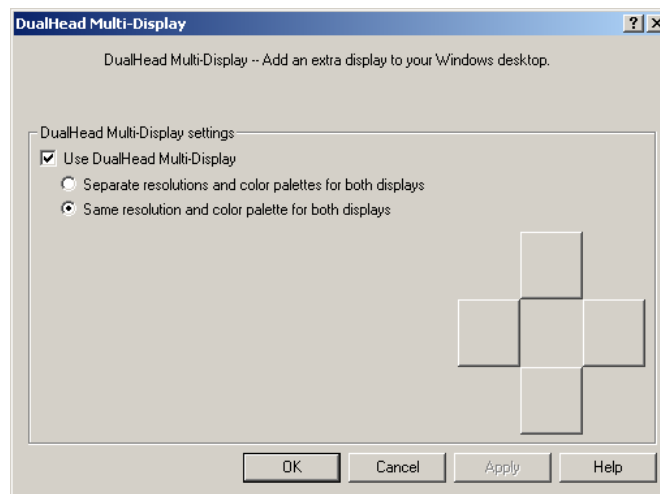 DualHead Multi-Display
DualHead Multi-Display -- Add an extra display to your Windows desktop.
DualHead Multi-Display settings
Use DualHead Multi-Display
Separate resolutions and color palettes for both displays
Same resolution and color palette for both displays
OK Cancel Apply Help